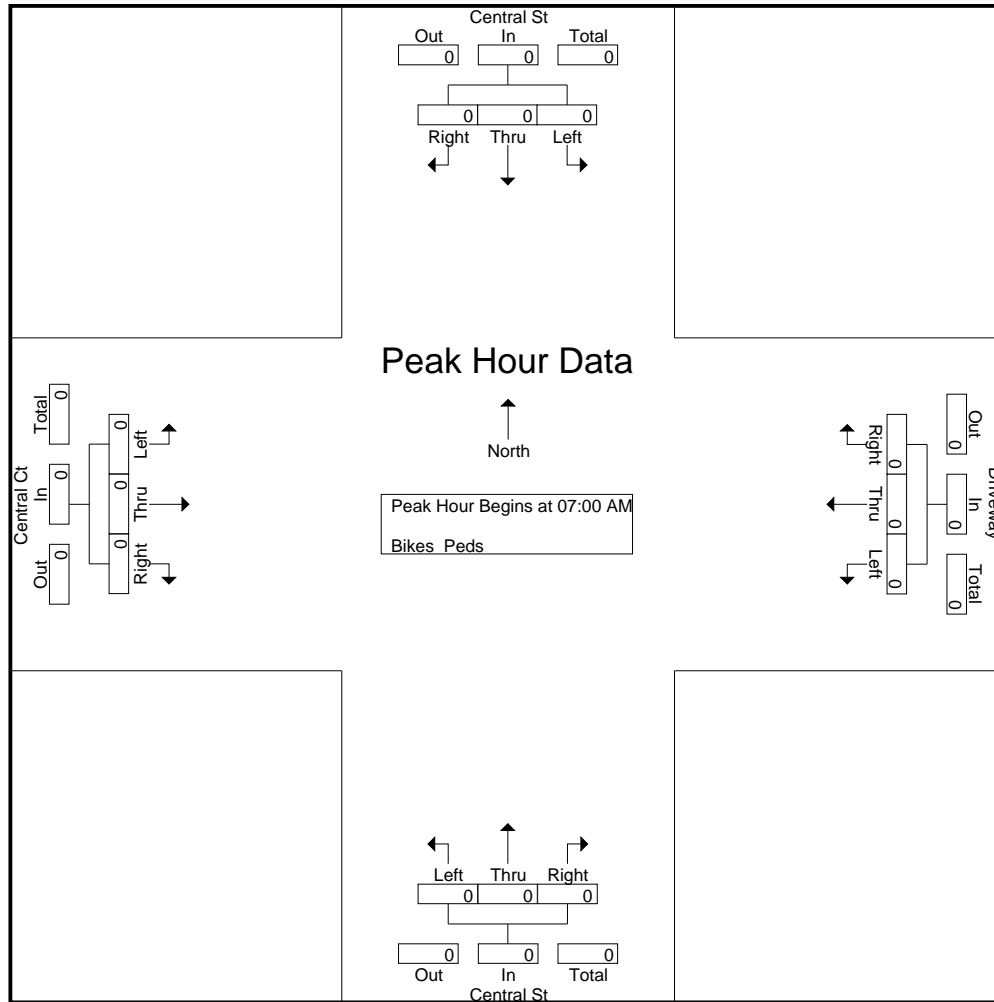 Central St
Out In Total
0 0 0
0 0 0
Right Thru Left
Peak Hour Data
North
Peak Hour Begins at 07:00 AM
Bikes Peds
Central Ct
Total In Out
0 0 0
0 0 0
Left Thru Right
Driveway
Out In Total
0 0 0
0 0 0
Right Thru Left
Left Thru Right
0 0 0
0 0 0
Out In Total
Central St